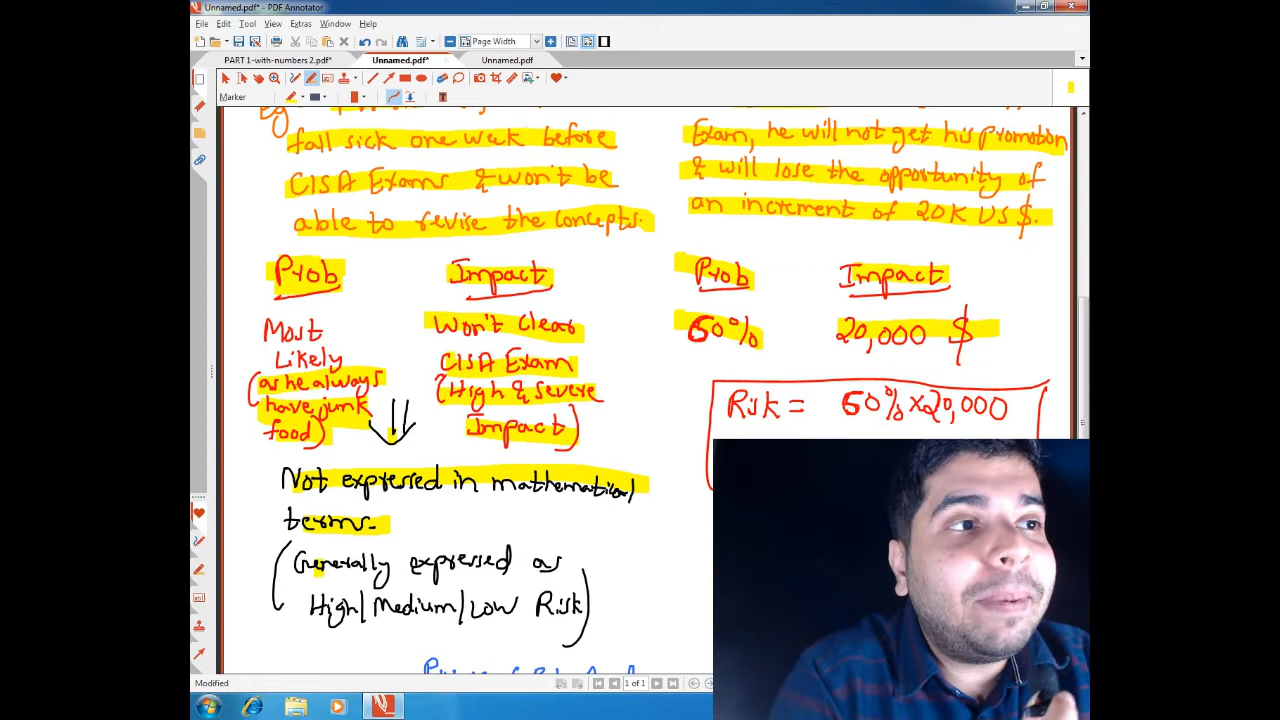 Unnamed.pdf* - PDF Annotator
File Edit Tool View Extras Window Help
Page Width
PART 1-with-numbers 2.pdf* Unnamed.pdf* Unnamed.pdf
Marker
eg
fall sick one week before
CISA Exams & won't be
able to revise the concepts.
Prob Impact
Most
Likely
(as he always
have junk
food)
Won't Clear
CISA Exam
(High & Severe
Impact)
Not expressed in mathematical
terms.
(Generally expressed as
High/Medium/Low Risk)
Exam, he will not get his promotion
& will lose the opportunity of
an increment of 20K US $.
Prob Impact
60% 20,000 $
Risk = 60% x 20,000
Modified
1 of 1